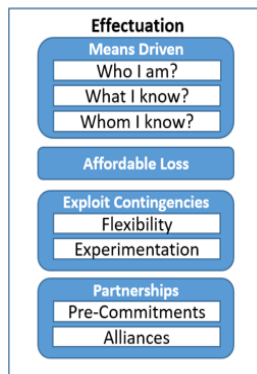 Effectuation
Means Driven
Who I am?
What I know?
Whom I know?
Affordable Loss
Exploit Contingencies
Flexibility
Experimentation
Partnerships
Pre-Commitments
Alliances